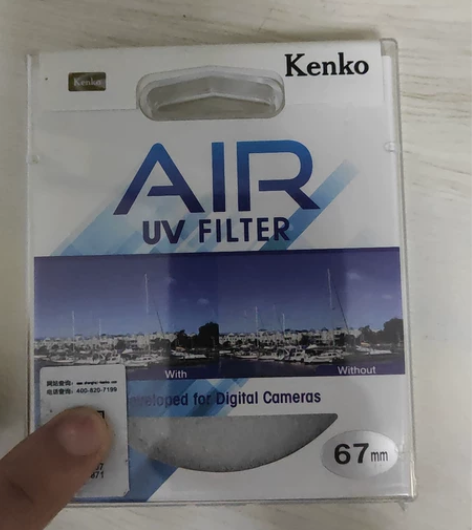 Kenko
Kenko
AIR
UV FILTER
With
Without
eveloped for Digital Cameras
400-820-7199
67mm